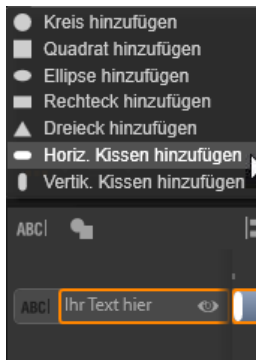 Kreis hinzufügen
Quadrat hinzufügen
Ellipse hinzufügen
Rechteck hinzufügen
Dreieck hinzufügen
Horiz. Kissen hinzufügen
Vertik. Kissen hinzufügen
ABC
ABC Ihr Text hier